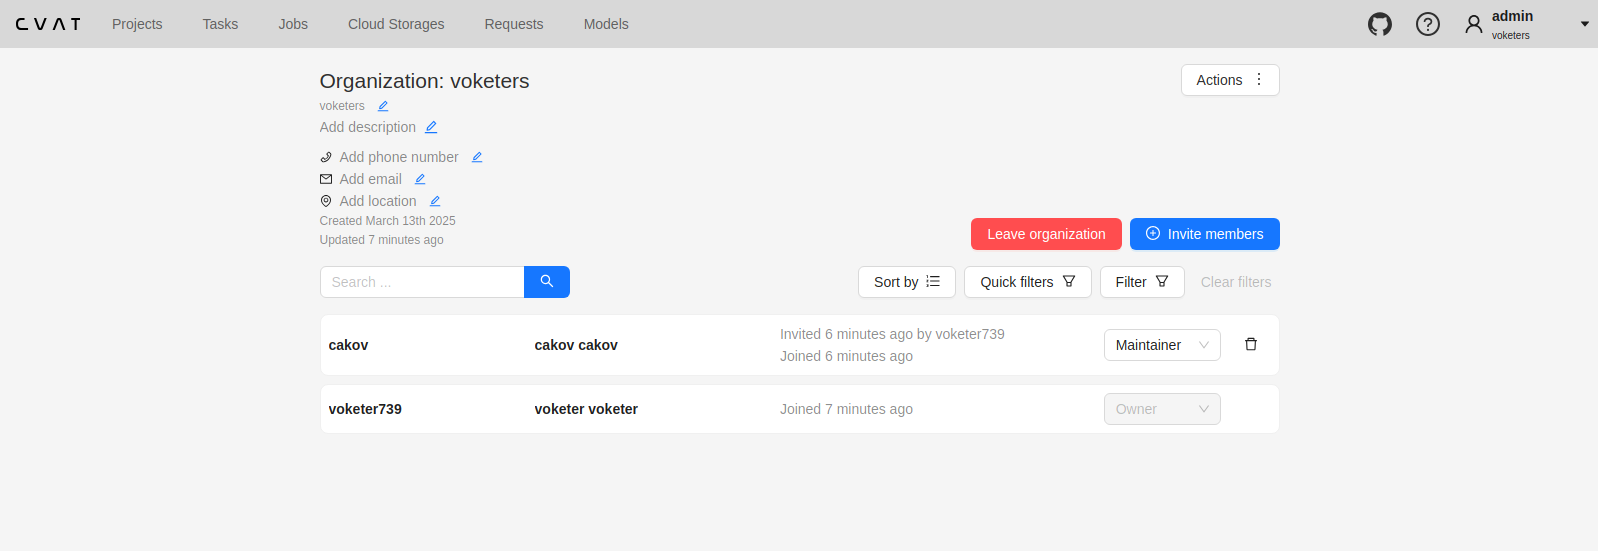 CVAT Projects Tasks Jobs Cloud Storages Requests Models admin
voketers
Organization: voketers Actions
voketers
Add description
Add phone number
Add email
Add location
Created March 13th 2025
Updated 7 minutes ago
Leave organization Invite members
Search ... Sort by Quick filters Filter Clear filters
cakov cakov cakov Invited 6 minutes ago by voketer739
Joined 6 minutes ago Maintainer
voketer739 voketer voketer Joined 7 minutes ago Owner